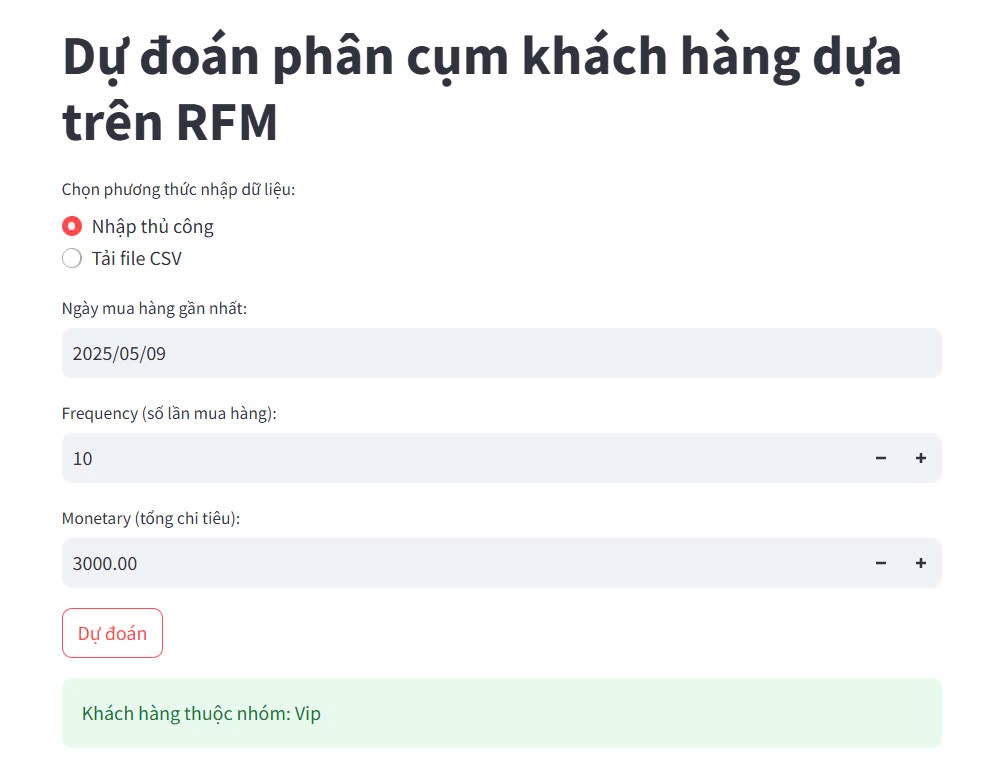 Dự đoán phân cụm khách hàng dựa
trên RFM
Chọn phương thức nhập dữ liệu:
Nhập thủ công
Tải file CSV
Ngày mua hàng gần nhất:
2025/05/09
Frequency (số lần mua hàng):
10
Monetary (tổng chi tiêu):
3000.00
Dự đoán
Khách hàng thuộc nhóm: Vip